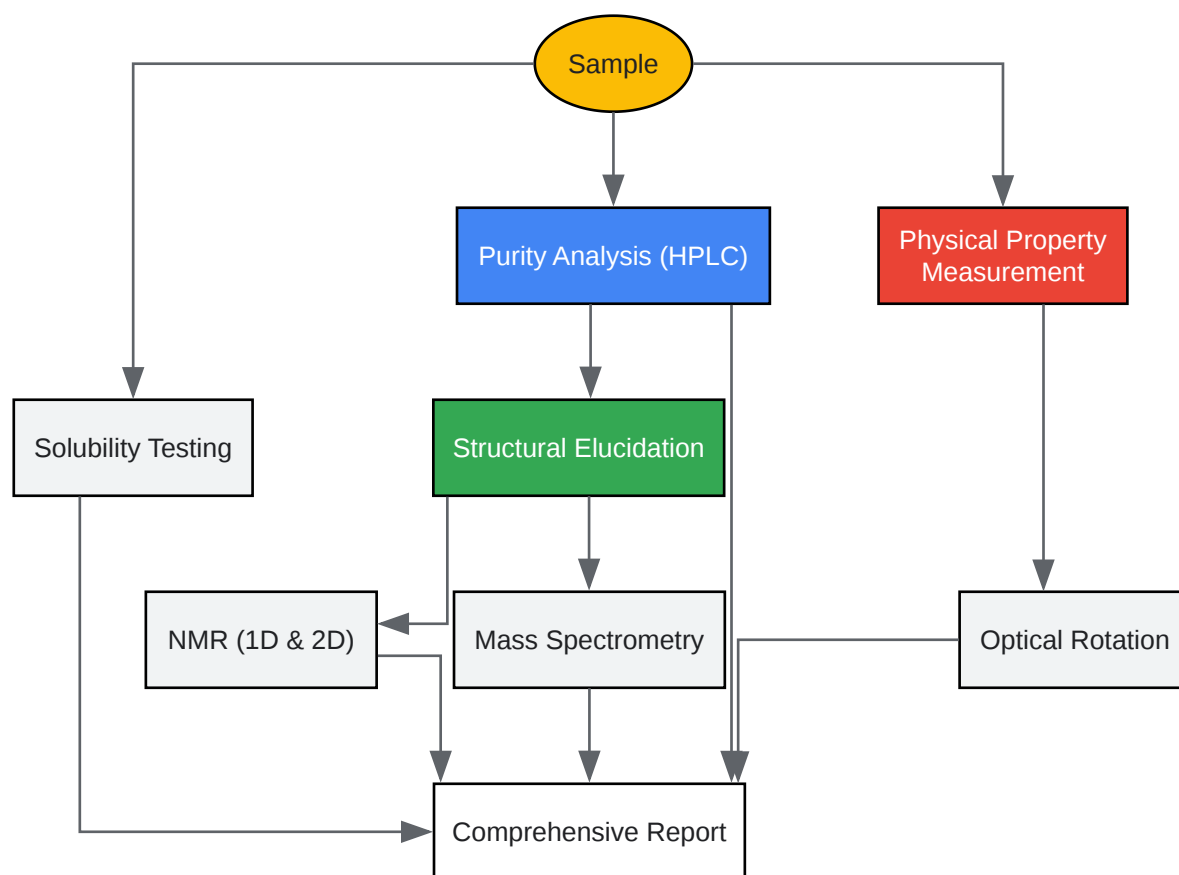 Sample
Purity Analysis (HPLC)
Physical Property
Measurement
Solubility Testing
Structural Elucidation
NMR (1D & 2D)
Mass Spectrometry
Optical Rotation
Comprehensive Report